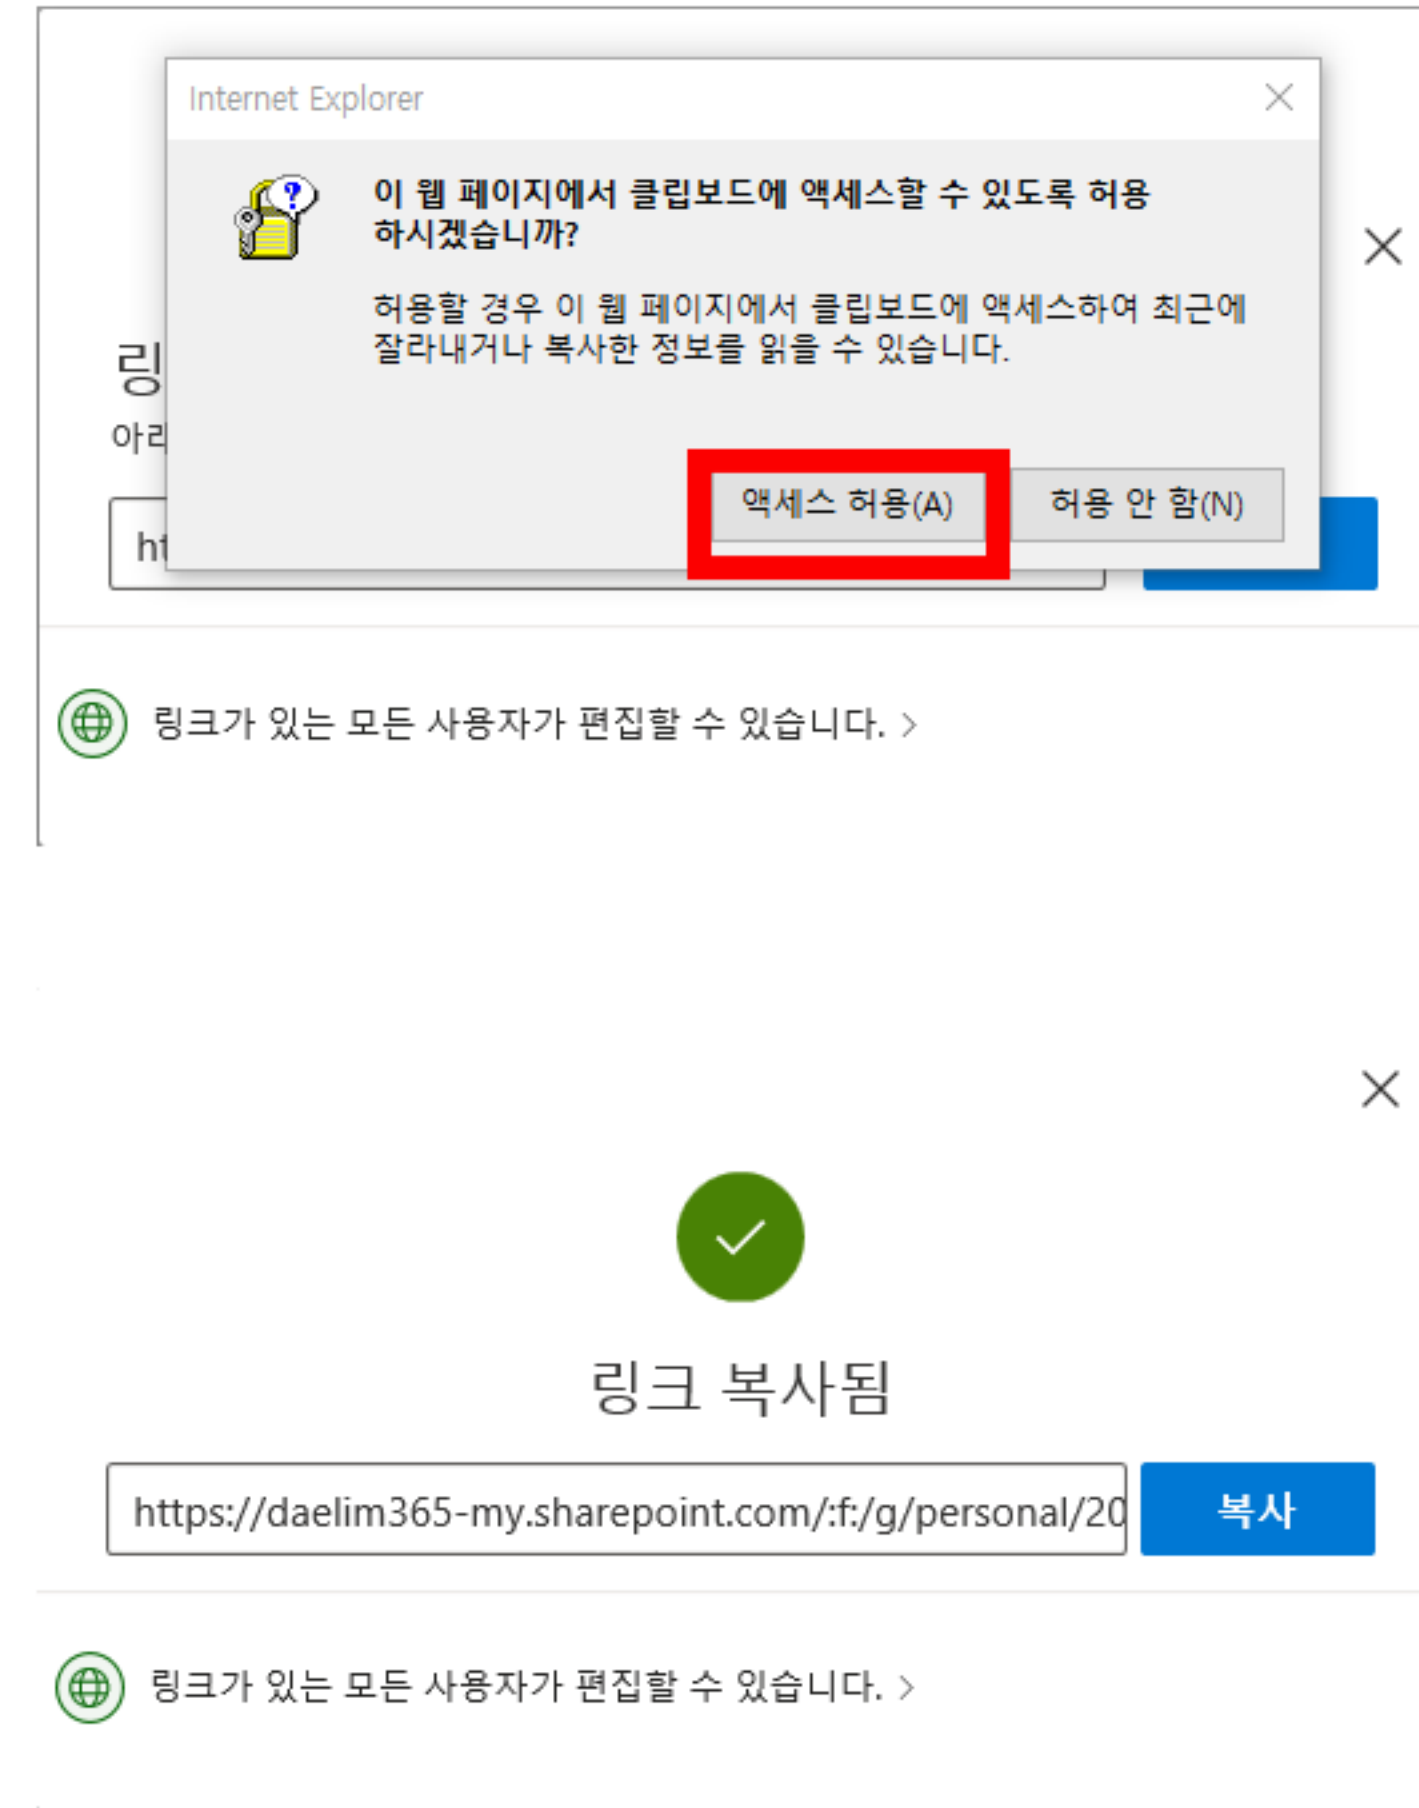 Internet Explorer
이 웹 페이지에서 클립보드에 액세스할 수 있도록 허용
하시겠습니까?
허용할 경우 이 웹 페이지에서 클립보드에 액세스하여 최근에
잘라내거나 복사한 정보를 읽을 수 있습니다.
링
액세스 허용(A) 허용 안 함(N)
링크가 있는 모든 사용자가 편집할 수 있습니다. >
링크 복사됨
https://daelim365-my.sharepoint.com/:f:/g/personal/20 복사
링크가 있는 모든 사용자가 편집할 수 있습니다. >